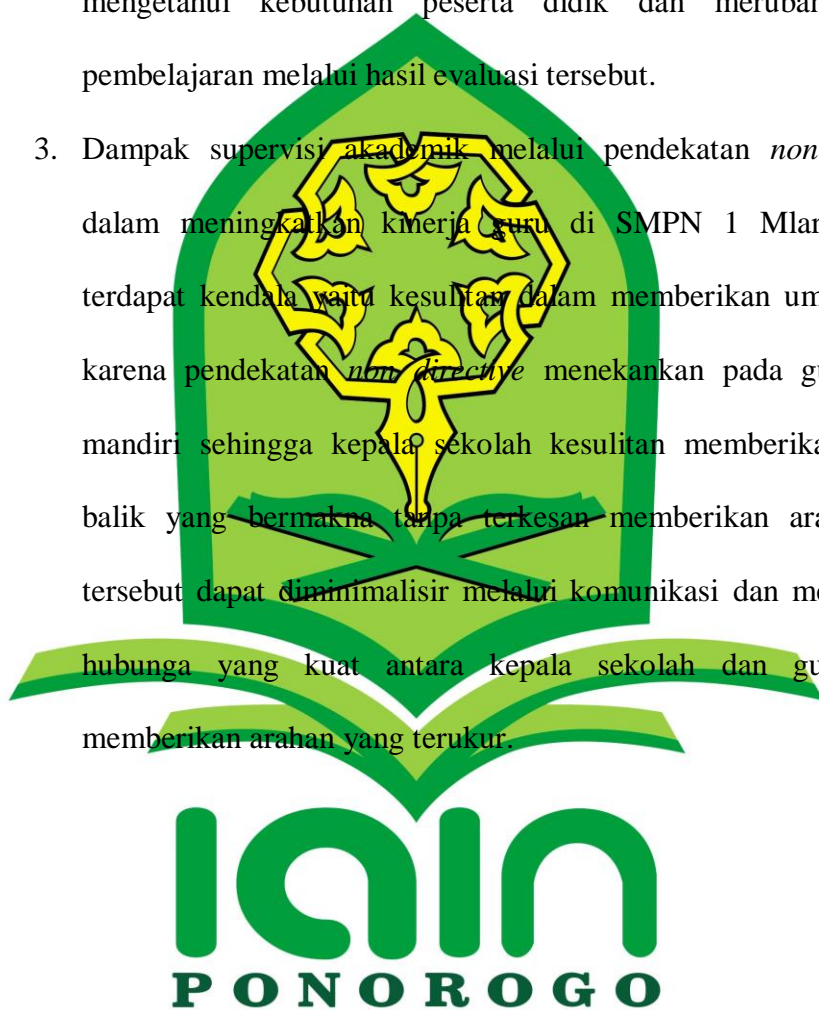 mengetahui kebutuhan peserta didik dan merubah
pembelajaran melalui hasil evaluasi tersebut.
3. Dampak supervisi akademik melalui pendekatan non
dalam meningkatkan kinerja guru di SMPN 1 Mlar
terdapat kendala yaitu kesulitan dalam memberikan um
karena pendekatan non directive menekankan pada gu
mandiri sehingga kepala sekolah kesulitan memberika
balik yang bermakna tanpa terkesan memberikan ara
tersebut dapat diminimalisir melalui komunikasi dan me
hubunga yang kuat antara kepala sekolah dan gu
memberikan arahan yang terukur.
iain
PONOROGO